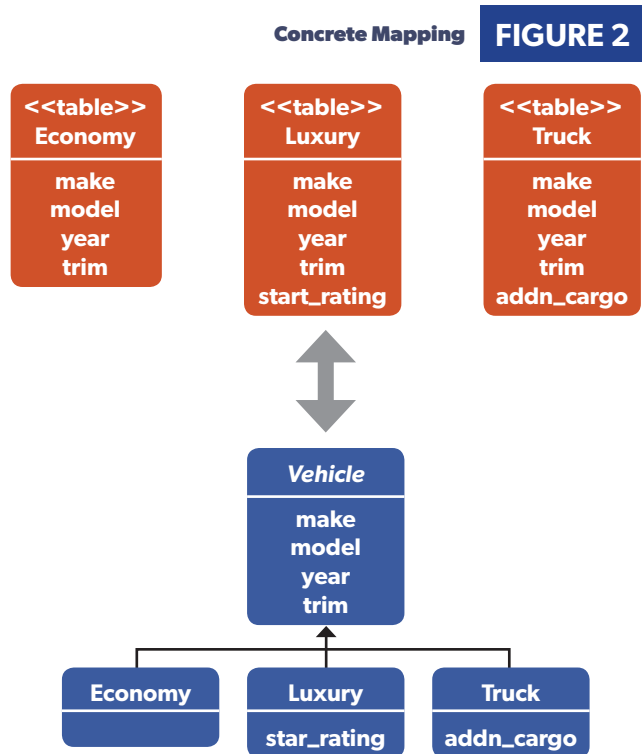 Concrete Mapping
FIGURE 2
<<table>>
Economy
make
model
year
trim
<<table>>
Luxury
make
model
year
trim
start_rating
<<table>>
Truck
make
model
year
trim
addn_cargo
Vehicle
make
model
year
trim
Economy
Luxury
star_rating
Truck
addn_cargo